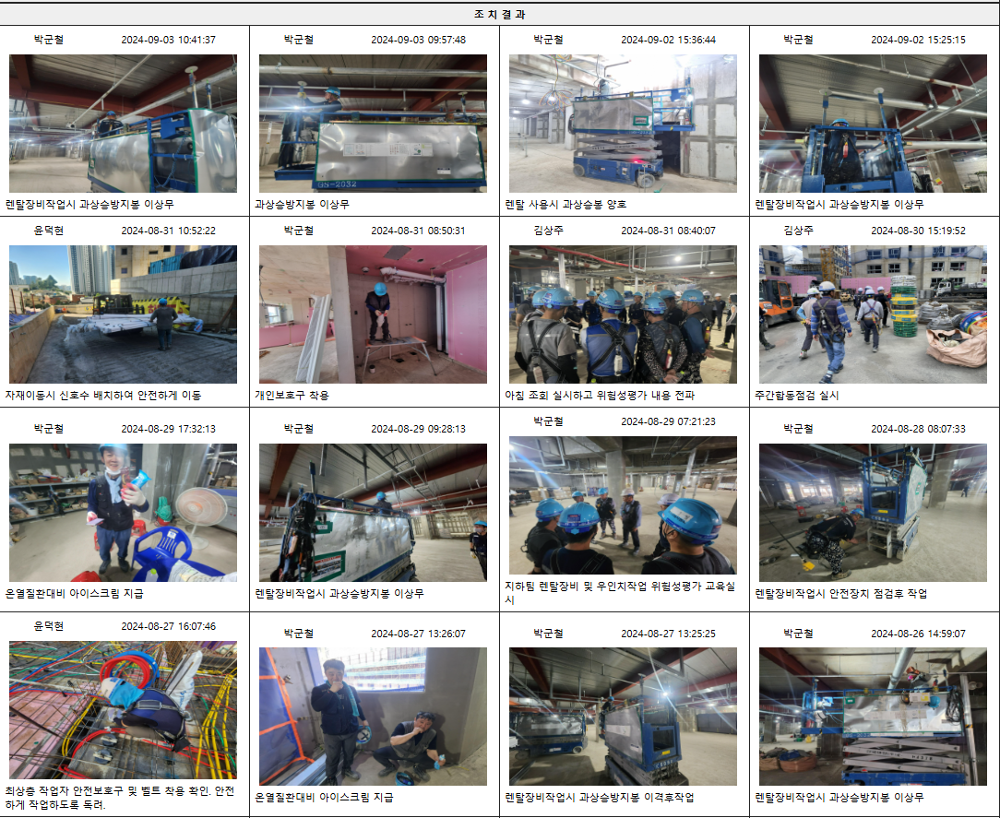 조 치 결 과
박군철 2024-09-03 10:41:37
박군철 2024-09-03 09:57:48
박군철 2024-09-02 15:36:44
박군철 2024-09-02 15:25:15
GS-2032
렌탈장비작업시 과상승방지봉 이상무
과상승방지봉 이상무
렌탈 사용시 과상승봉 양호
렌탈장비작업시 과상승방지봉 이상무
윤덕현 2024-08-31 10:52:22
박군철 2024-08-31 08:50:31
김상주 2024-08-31 08:40:07
김상주 2024-08-30 15:19:52
자재이동시 신호수 배치하여 안전하게 이동
개인보호구 착용
아침 조회 실시하고 위험성평가 내용 전파
주간합동점검 실시
박군철 2024-08-29 17:32:13
박군철 2024-08-29 09:28:13
박군철 2024-08-29 07:21:23
박군철 2024-08-28 08:07:33
온열질환대비 아이스크림 지급
렌탈장비작업시 과상승방지봉 이상무
지하팀 렌탈장비 및 우인치작업 위험성평가 교육실
시
렌탈장비작업시 안전장치 점검후 작업
윤덕현 2024-08-27 16:07:46
박군철 2024-08-27 13:26:07
박군철 2024-08-27 13:25:25
박군철 2024-08-26 14:59:07
최상층 작업자 안전보호구 및 벨트 착용 확인. 안전
하게 작업하도록 독려.
온열질환대비 아이스크림 지급
렌탈장비작업시 과상승방지봉 이격후작업
렌탈장비작업시 과상승방지봉 이상무